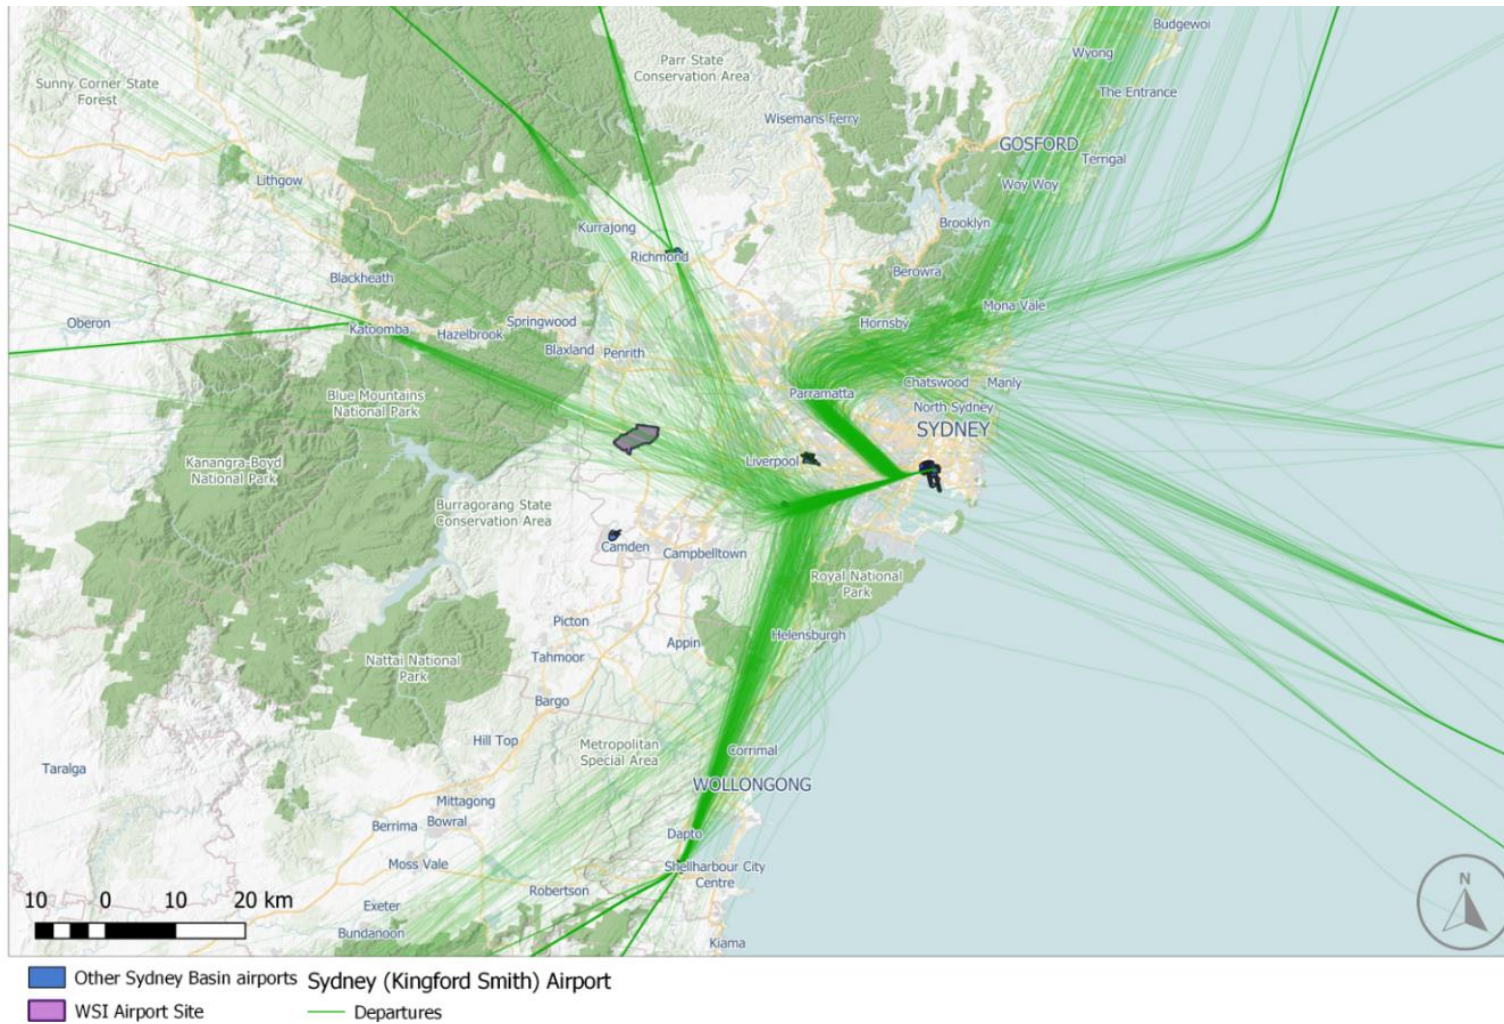 Budgewoi
Wyong
Parr State
Conservation Area
Sunny Corner State
Forest
The Entrance
Wisemans Ferry
GOSFORD
Terrigal
Lithgow
Woy Woy
Kurrajong
Brooklyn
Richmond
Berowra
Blackheath
Mona Vale
Oberon
Katoomba
Hazelbrook
Springwood
Hornsby
Blaxland
Penrith
Chatswood
Manly
Parramatta
Blue Mountains
National Park
North Sydney
SYDNEY
Kanangra-Boyd
National Park
Liverpool
Burragorang State
Conservation Area
Camden
Campbelltown
Royal National
Park
Picton
Helensburgh
Appin
Tahmoor
Nattai National
Park
Bargo
Hill Top
Metropolitan
Special Area
Corrimal
Taralga
WOLLONGONG
Mittagong
Berrima
Bowral
Dapto
Moss Vale
Shellharbour City
Centre
Robertson
10 0 10 20 km
Exeter
Bundanoon
Kiama
N
Other Sydney Basin airports
Sydney (Kingford Smith) Airport
WSI Airport Site
Departures